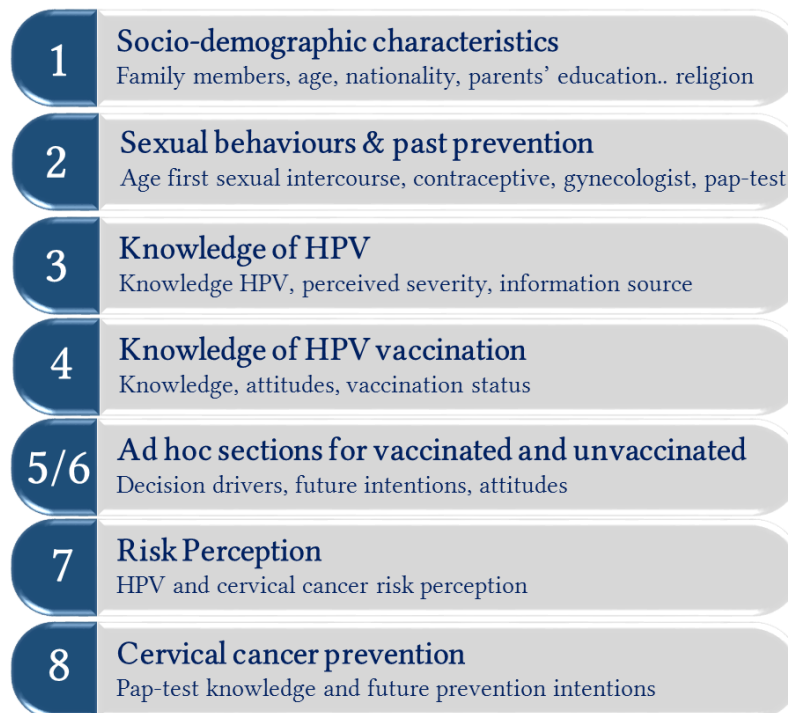 1
Socio-demographic characteristics
Family members, age, nationality, parents’ education.. religion
2
Sexual behaviours & past prevention
Age first sexual intercourse, contraceptive, gynecologist, pap-test
3
Knowledge of HPV
Knowledge HPV, perceived severity, information source
4
Knowledge of HPV vaccination
Knowledge, attitudes, vaccination status
5/6
Ad hoc sections for vaccinated and unvaccinated
Decision drivers, future intentions, attitudes
7
Risk Perception
HPV and cervical cancer risk perception
8
Cervical cancer prevention
Pap-test knowledge and future prevention intentions